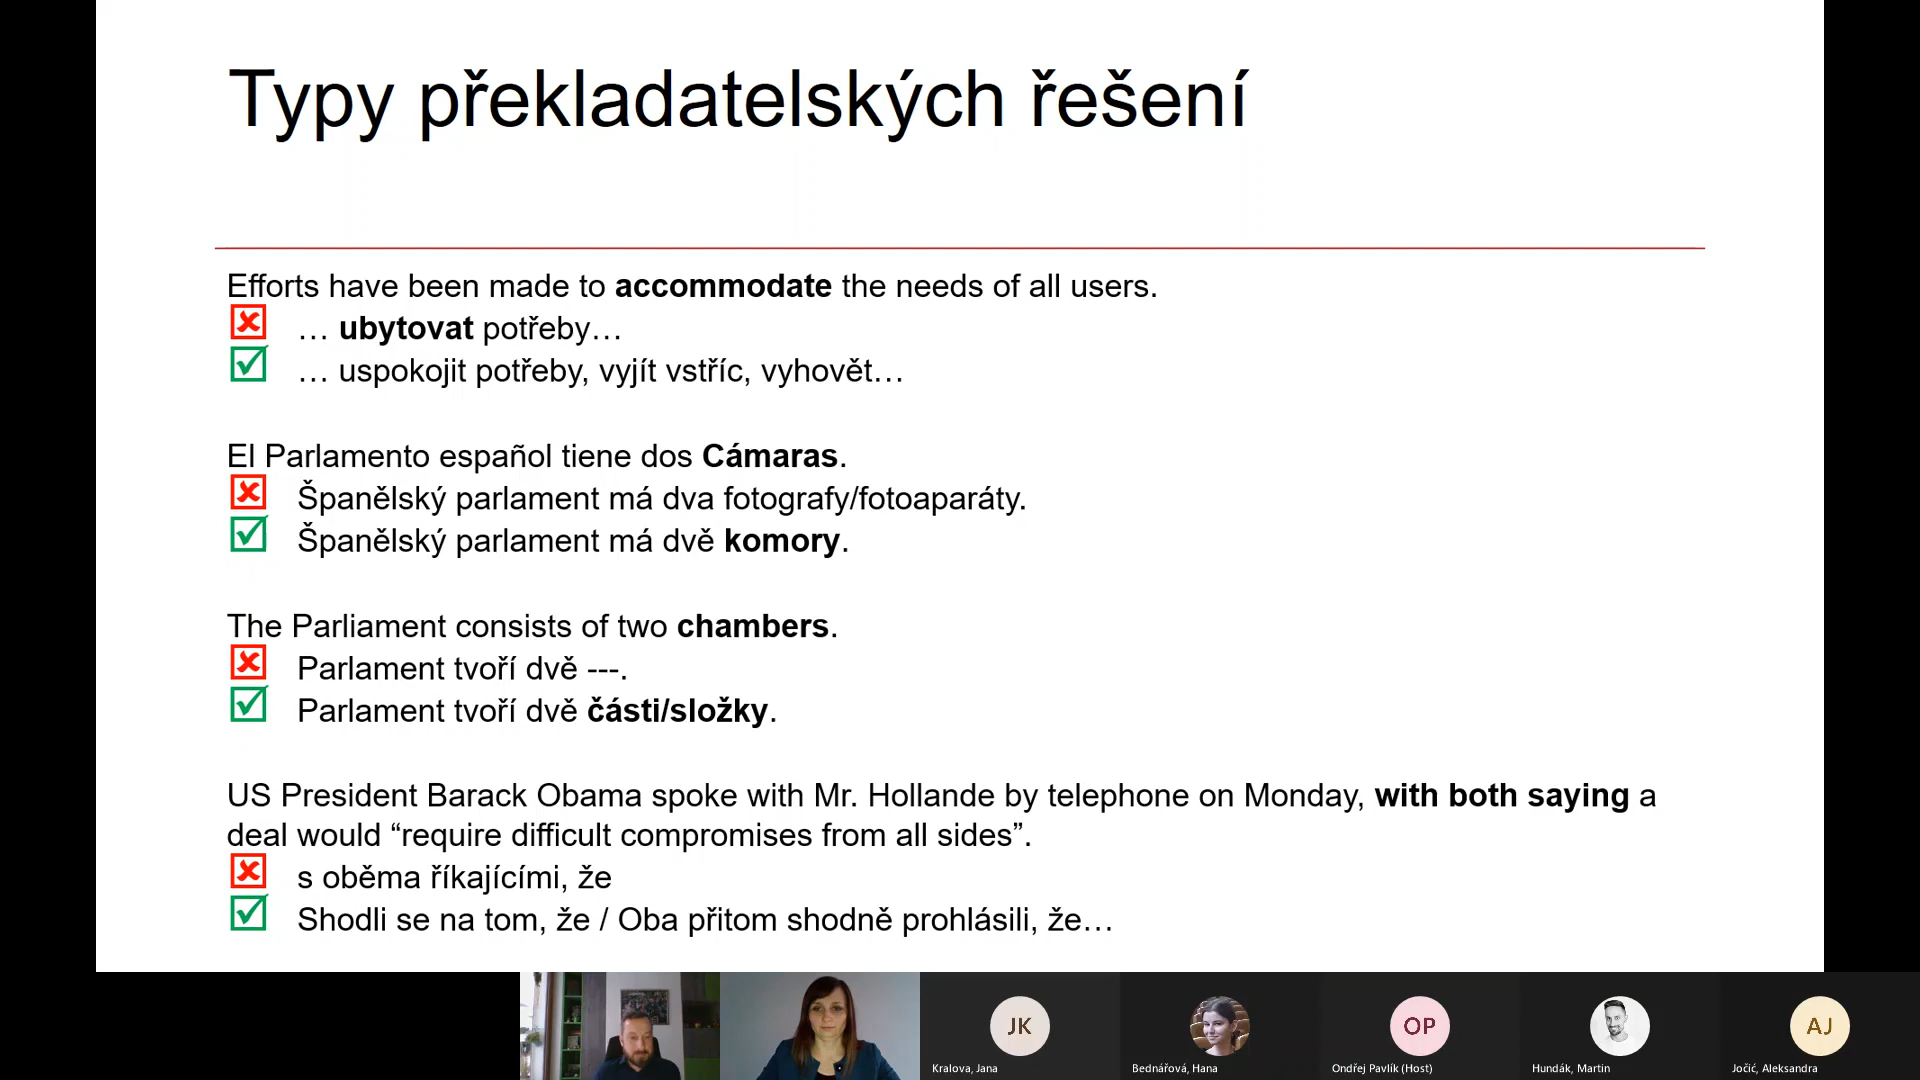 Typy překladatelských řešení
Efforts have been made to accommodate the needs of all users.
… ubytovat potřeby…
… uspokojit potřeby, vyjít vstříc, vyhovět…
El Parlamento español tiene dos Cámaras.
Španělský parlament má dva fotografy/fotoaparáty.
Španělský parlament má dvě komory.
The Parliament consists of two chambers.
Parlament tvoří dvě ---.
Parlament tvoří dvě části/složky.
US President Barack Obama spoke with Mr. Hollande by telephone on Monday, with both saying a
deal would “require difficult compromises from all sides”.
s oběma říkajícími, že
Shodli se na tom, že / Oba přitom shodně prohlásili, že…
JK
OP
AJ
Kralova, Jana
Bednářová, Hana
Ondřej Pavlík (Host)
Hundák, Martin
Jočić, Aleksandra